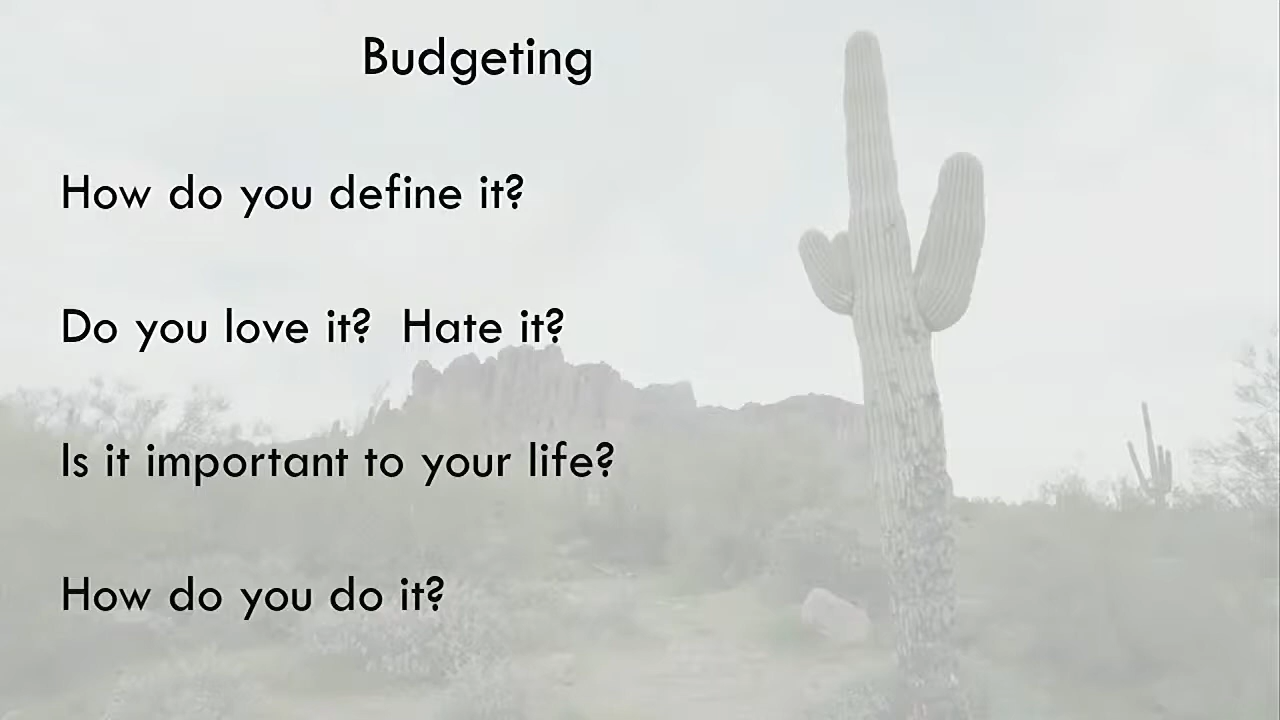 Budgeting
How do you define it?
Do you love it?  Hate it?
Is it important to your life?
How do you do it?